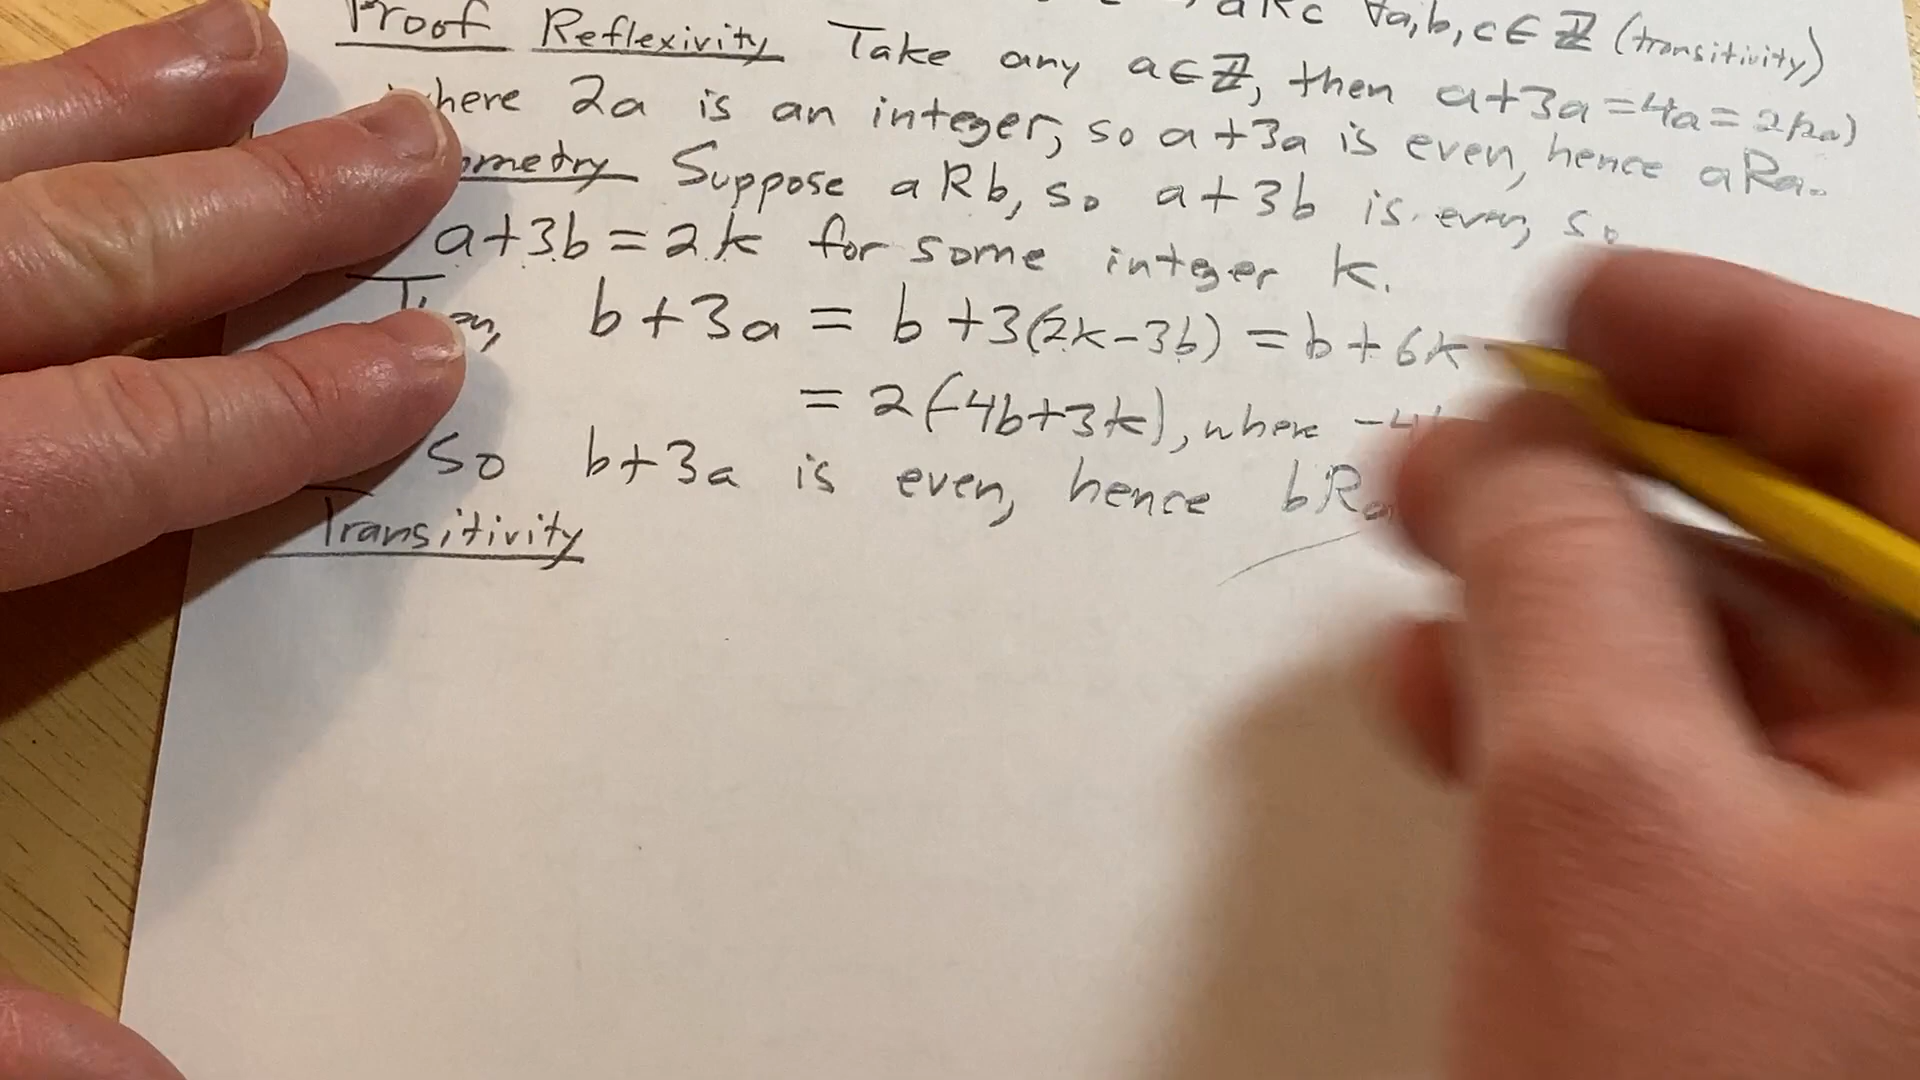 aRc ∀a,b,c∈ℤ (transitivity)
Proof Reflexivity Take any a∈ℤ, then a+3a=4a=2(2a)
here 2a is an integer, so a+3a is even, hence aRa.
metry Suppose aRb, so a+3b is even, so
a+3b=2k for some integer k.
b+3a = b+3(2k-3b) = b+6k
= 2(-4b+3k), where -4
So b+3a is even, hence bRa
Transitivity